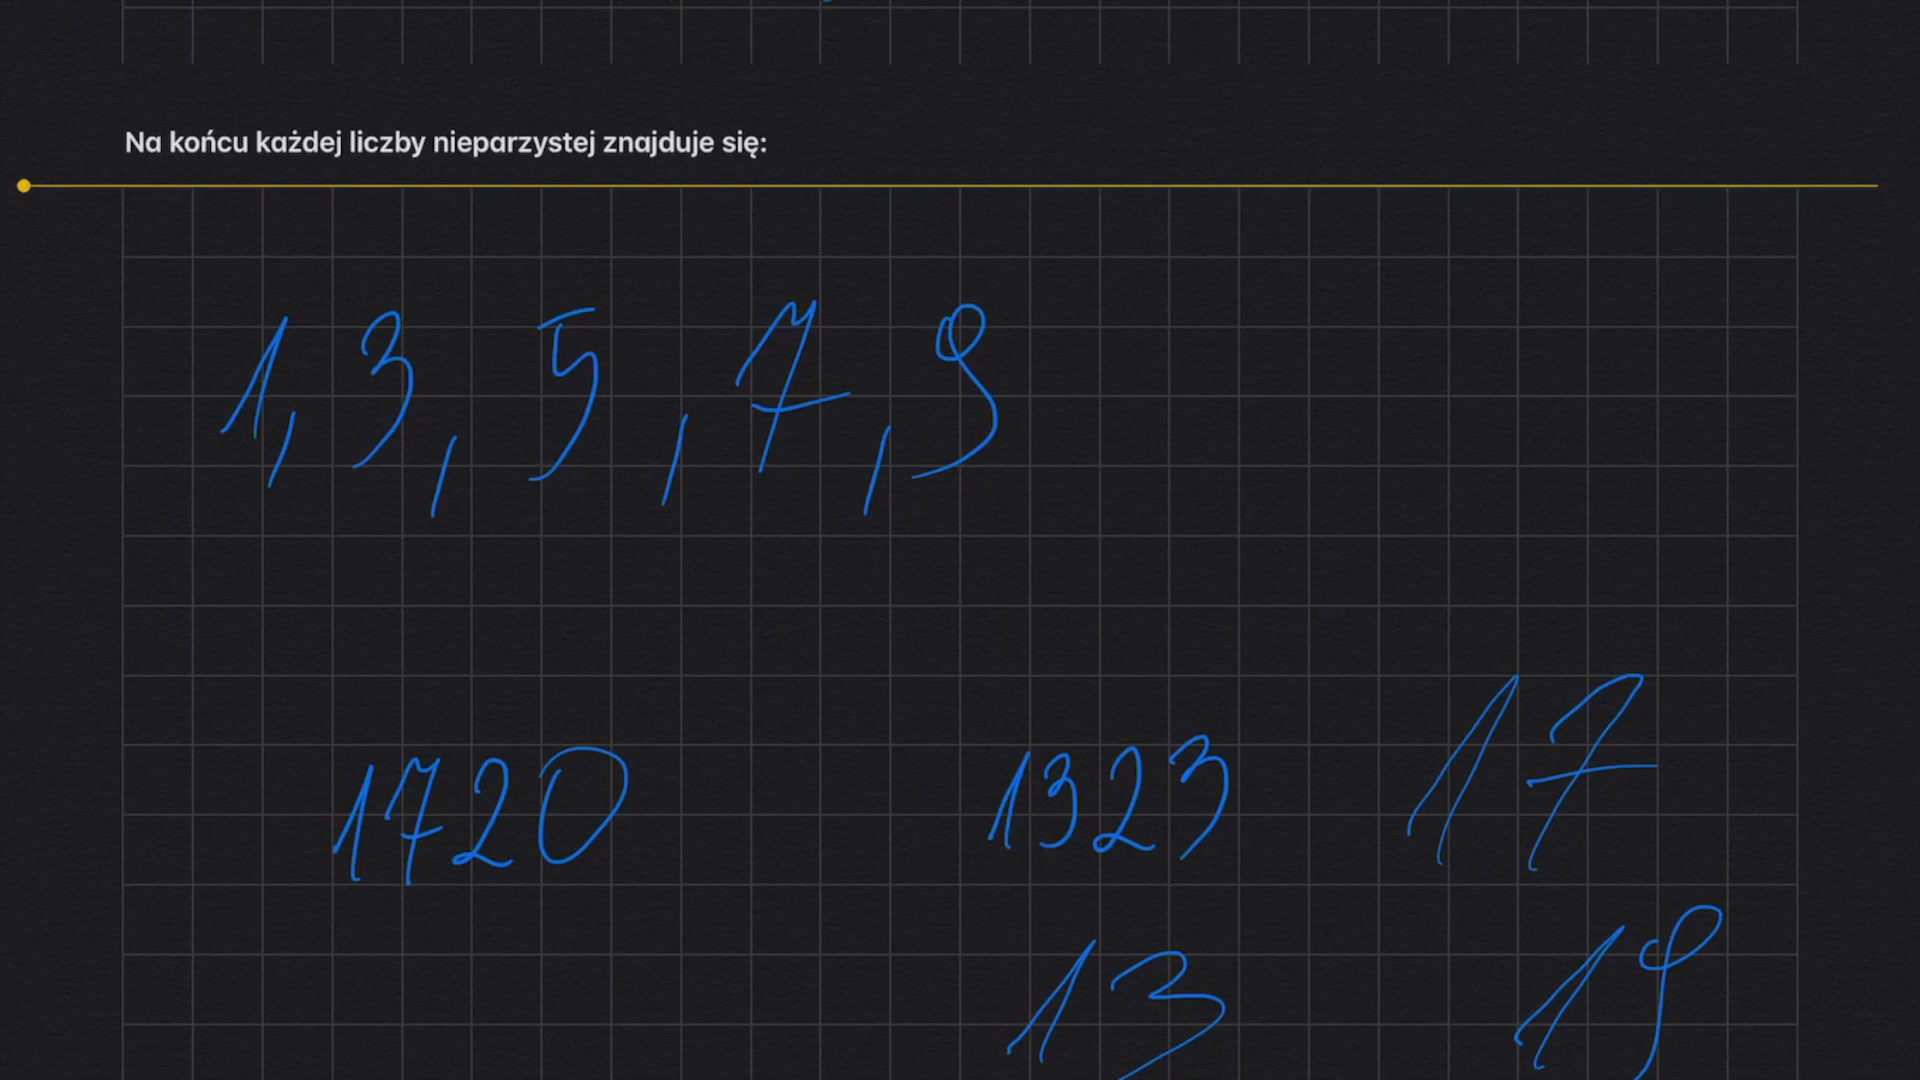 Na końcu każdej liczby nieparzystej znajduje się:
1, 3, 5, 7, 9
1720 1323 17
13 19